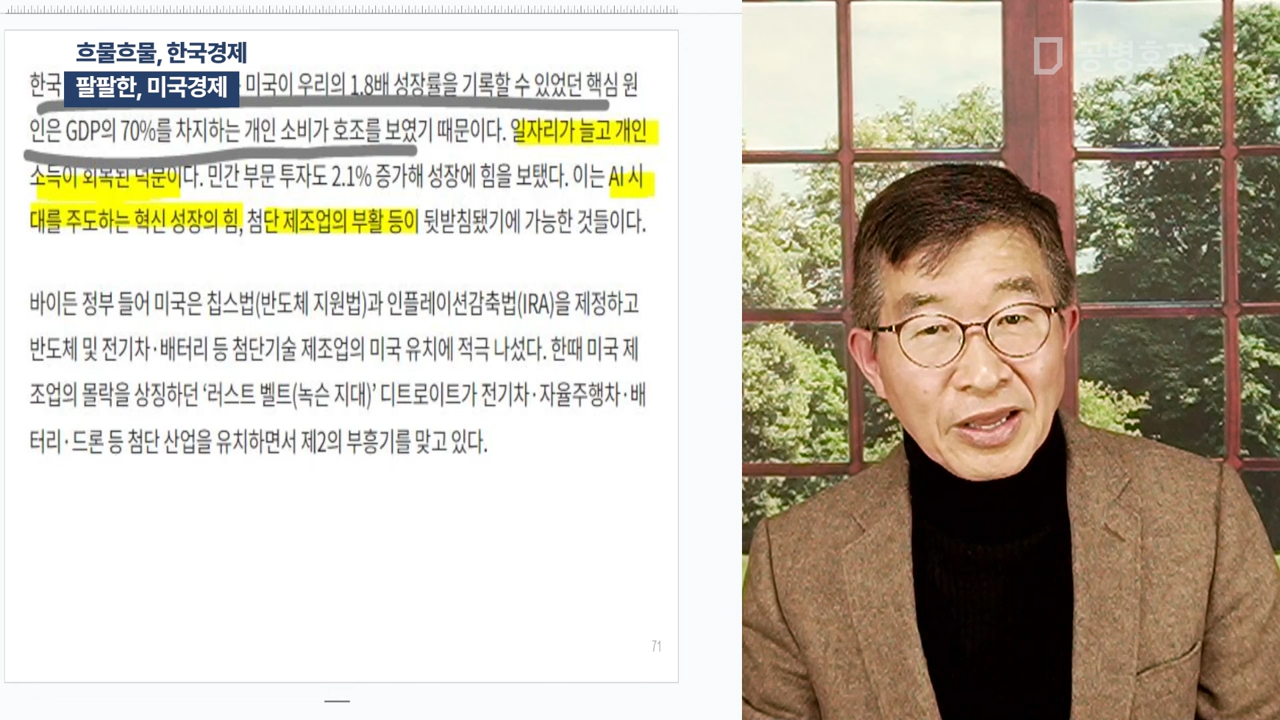 흐물흐물, 한국경제
팔팔한, 미국경제
한국 미국이 우리의 1.8배 성장률을 기록할 수 있었던 핵심 원
인은 GDP의 70%를 차지하는 개인 소비가 호조를 보였기 때문이다. 일자리가 늘고 개인
소득이 회복된 덕분이다. 민간 부문 투자도 2.1% 증가해 성장에 힘을 보탰다. 이는 AI 시
대를 주도하는 혁신 성장의 힘, 첨단 제조업의 부활 등이 뒷받침됐기에 가능한 것들이다.
바이든 정부 들어 미국은 칩스법(반도체 지원법)과 인플레이션감축법(IRA)을 제정하고
반도체 및 전기차·배터리 등 첨단기술 제조업의 미국 유치에 적극 나섰다. 한때 미국 제
조업의 몰락을 상징하던 ‘러스트 벨트(녹슨 지대)’ 디트로이트가 전기차·자율주행차·배
터리·드론 등 첨단 산업을 유치하면서 제2의 부흥기를 맞고 있다.
71
공병호TV